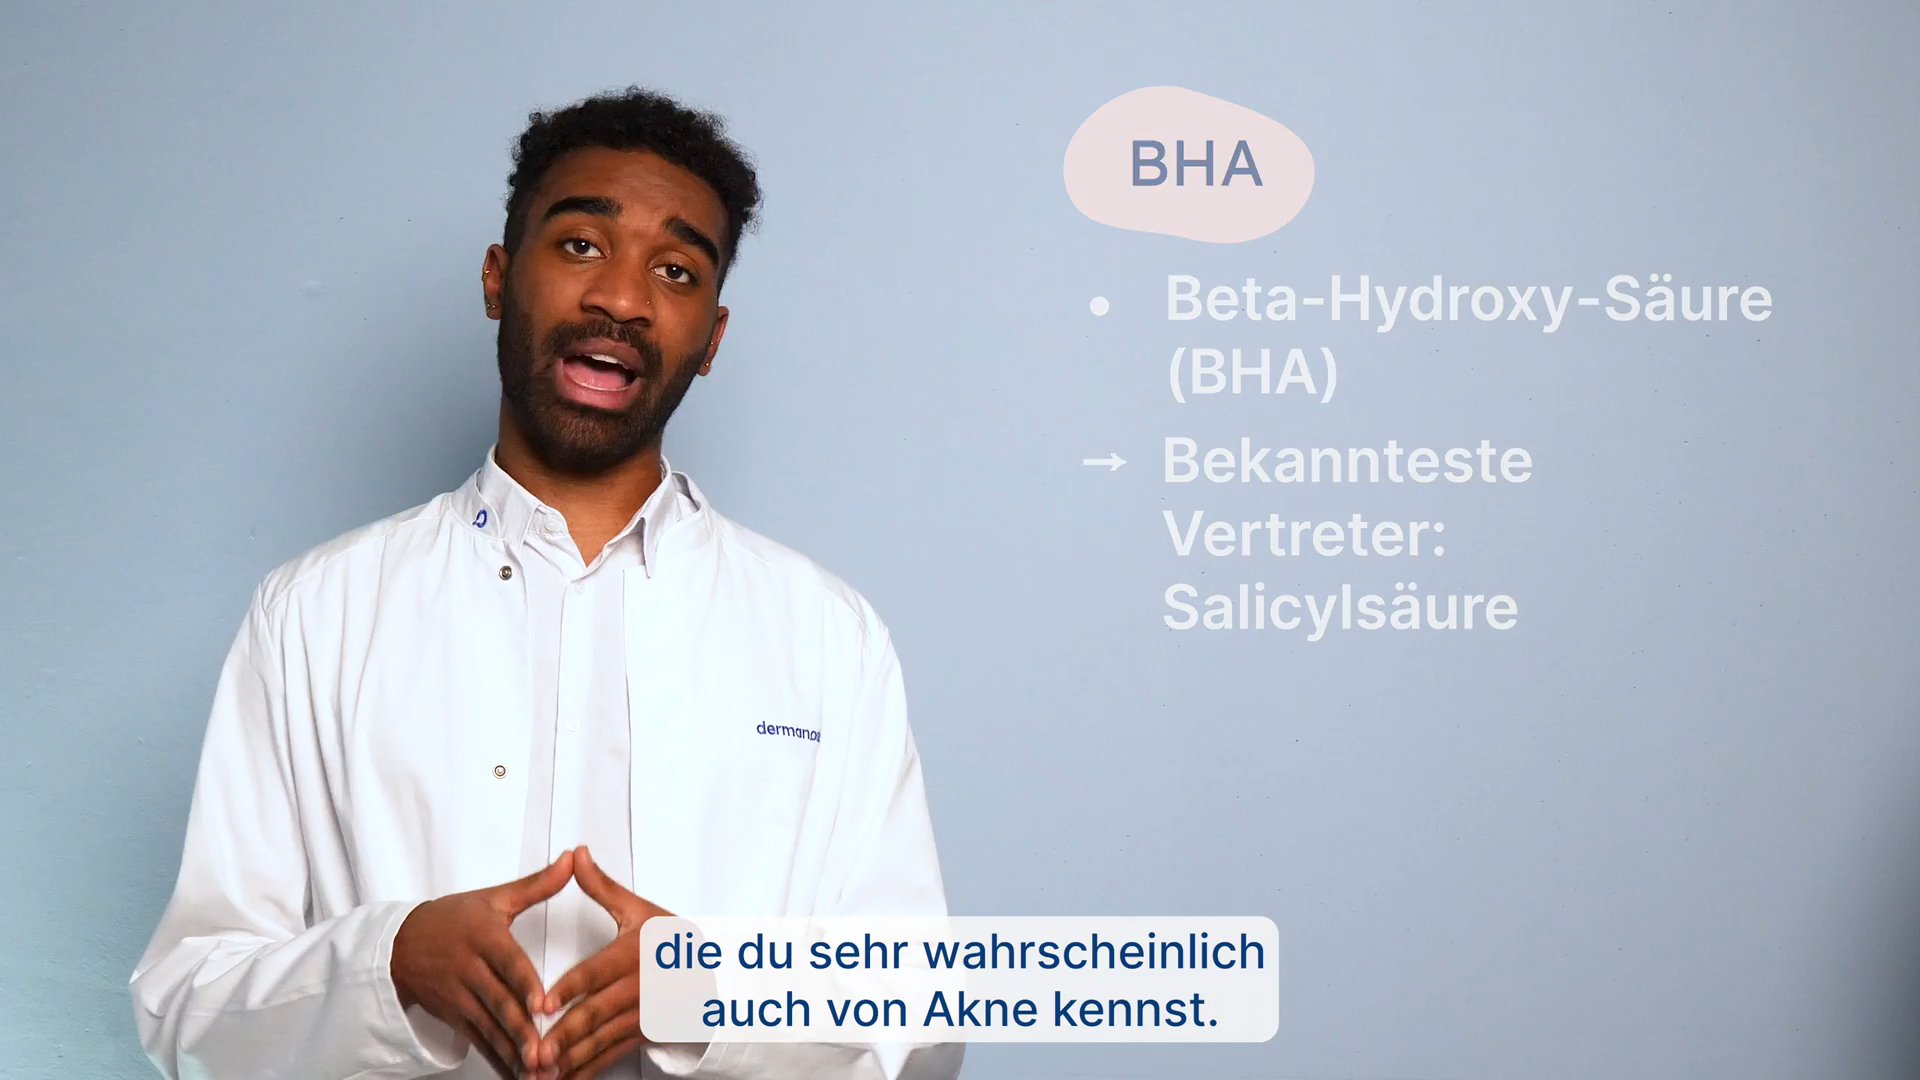 BHA
• Beta-Hydroxy-Säure
(BHA)
→ Bekannteste
Vertreter:
Salicylsäure
die du sehr wahrscheinlich
auch von Akne kennst.